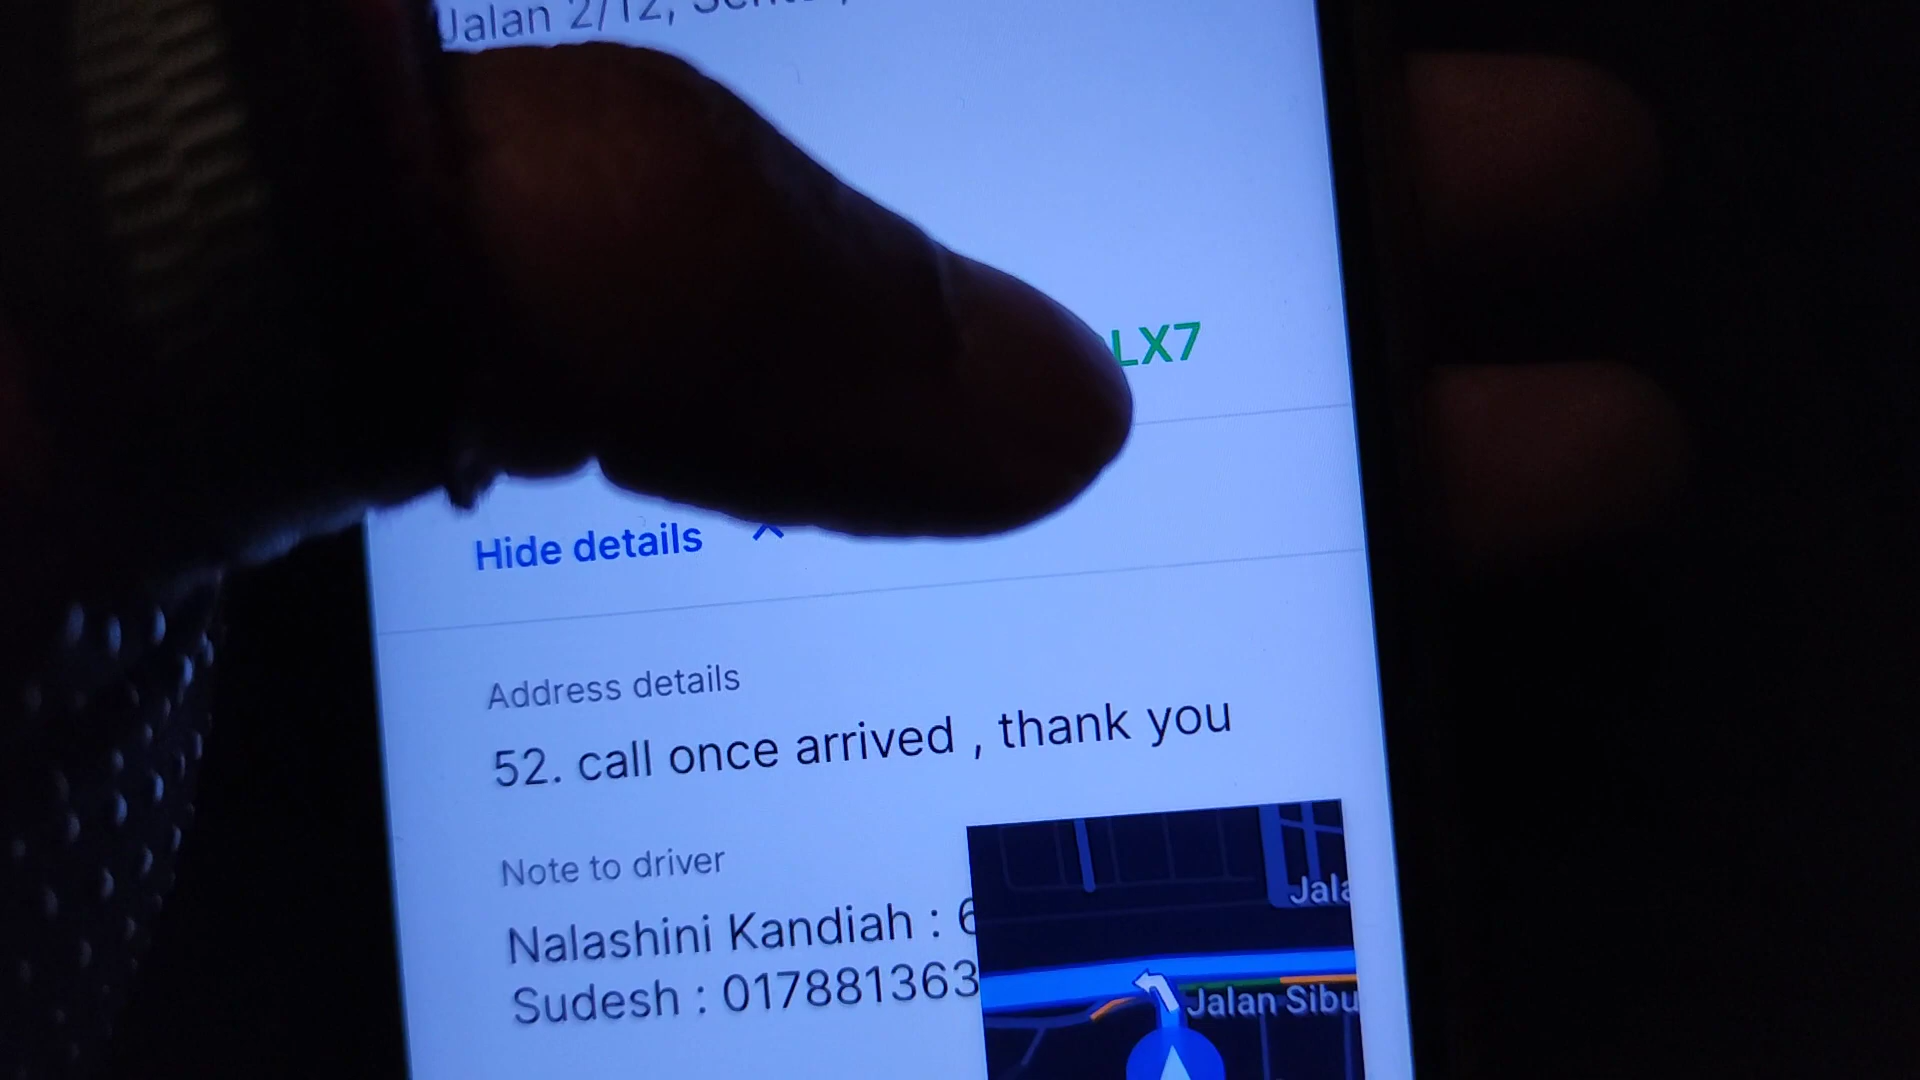 Jalan 2/12,
LX7
Hide details
Address details
52. call once arrived , thank you
Note to driver
Nalashini Kandiah : 6
Sudesh : 017881363
Jala
Jalan Sibu